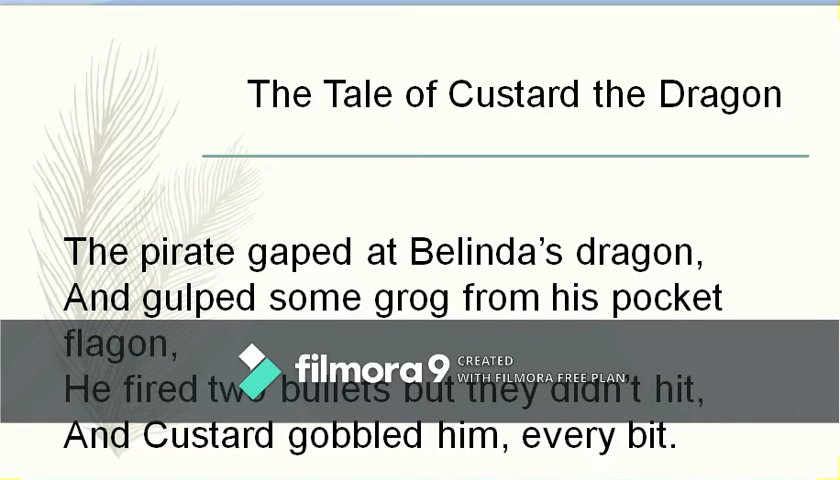 The Tale of Custard the Dragon
The pirate gaped at Belinda’s dragon,
And gulped some grog from his pocket
flagon,
filmora9 CREATED
WITH FILMORA FREE PLAN
He fired two bullets but they didn’t hit,
And Custard gobbled him, every bit.